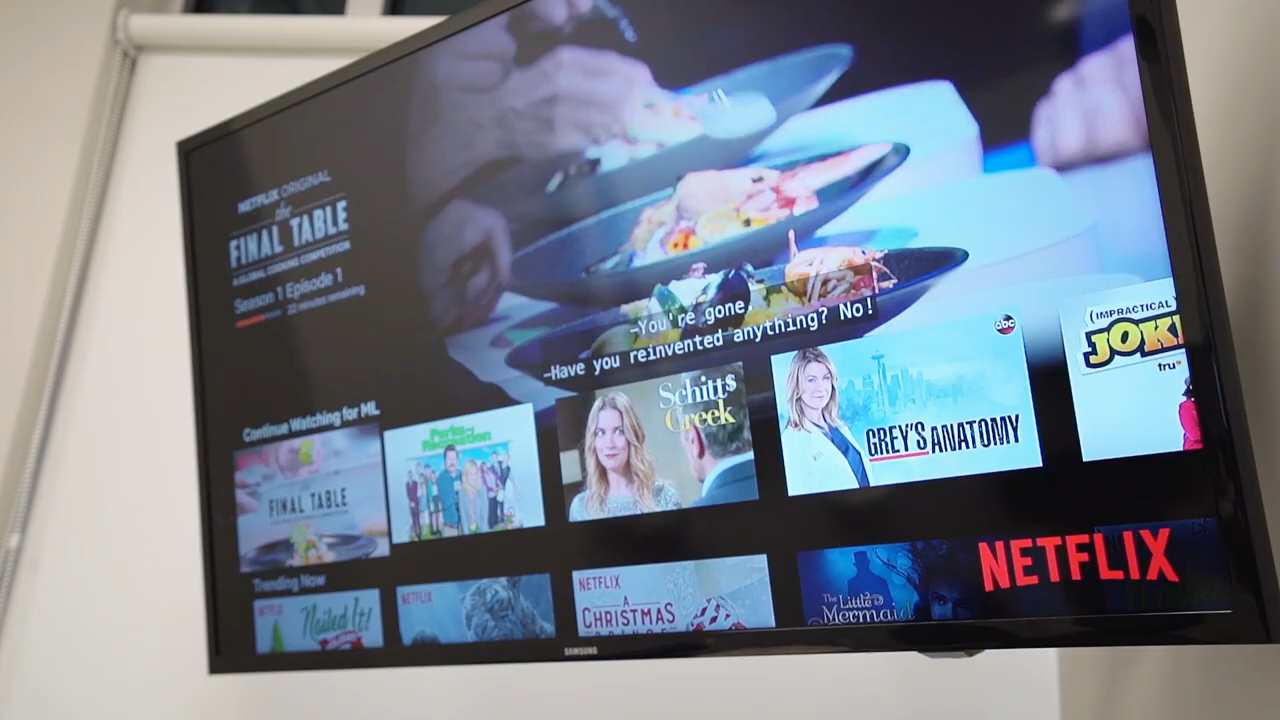 NETFLIX ORIGINAL
the
FINAL TABLE
A GLOBAL COOKING COMPETITION
Season 1 Episode 1
22 minutes remaining
-You're gone.
-Have you reinvented anything? No!
Continue Watching for ML
FINAL TABLE
Parks and
Recreation
Schitt$
Creek
abc
GREY'S ANATOMY
(IMPRACTICAL
JOK
tru
Trending Now
NETFLIX
Nailed It!
NETFLIX
NETFLIX
A
CHRISTMAS
PRINCE
The Little
Mermaid
NETFLIX
SAMSUNG